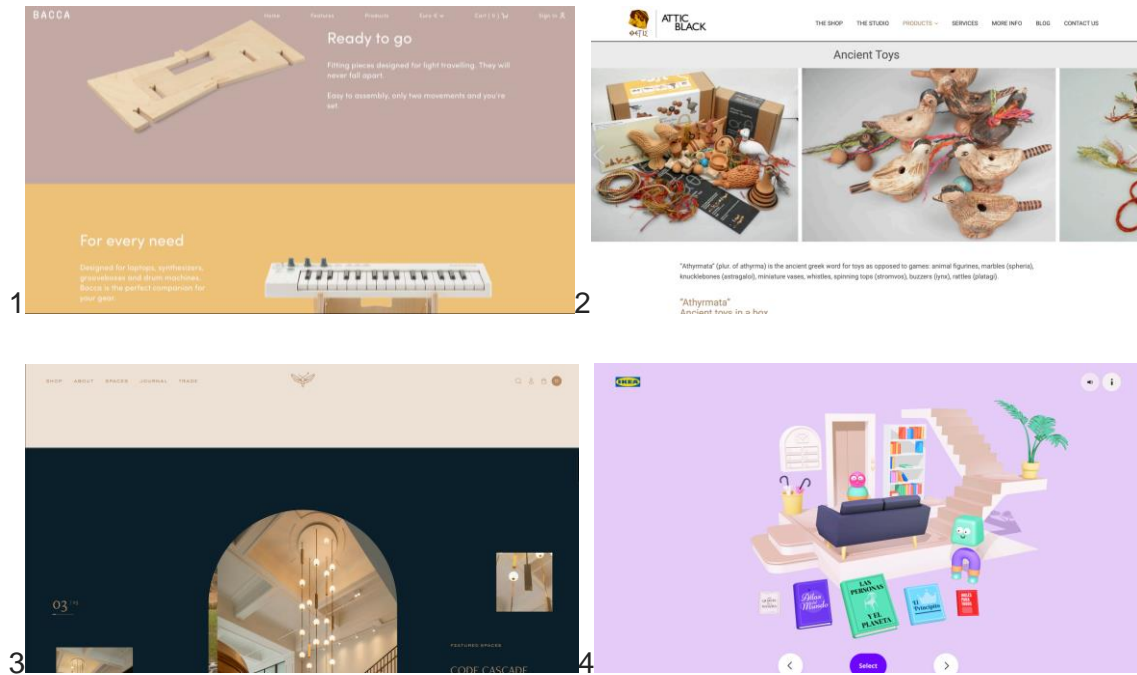 BACCA
Home Features Products Euro € Cart ( 0 ) Sign in
Ready to go
Fitting pieces designed for light travelling. They will
never fall apart.
Easy to assembly, only two movements and you're
set
For every need
Designed for laptops, synthesizers,
grooveboxes and drum machines.
Bacca is the perfect companion for
your gear.
1
ATTIC
BLACK
THE SHOP THE STUDIO PRODUCTS SERVICES MORE INFO BLOG CONTACT US
Ancient Toys
"Athyrmata" (plur. of athyrma) is the ancient greek word for toys as opposed to games: animal figurines, marbles (spheria),
knucklebones (astragaloi), miniature vases, whistles, spinning tops (stromvos), buzzers (iynx), rattles (platagi).
"Athyrmata"
Ancient toys in a box
2
SHOP ABOUT SPACES JOURNAL TRADE
03
FEATURED SPACES
CODE CASCADE
3
IKEA
Atlas
Mundo
LAS
PERSONAS
Y EL
PLANETA
El
Principito
Select
4